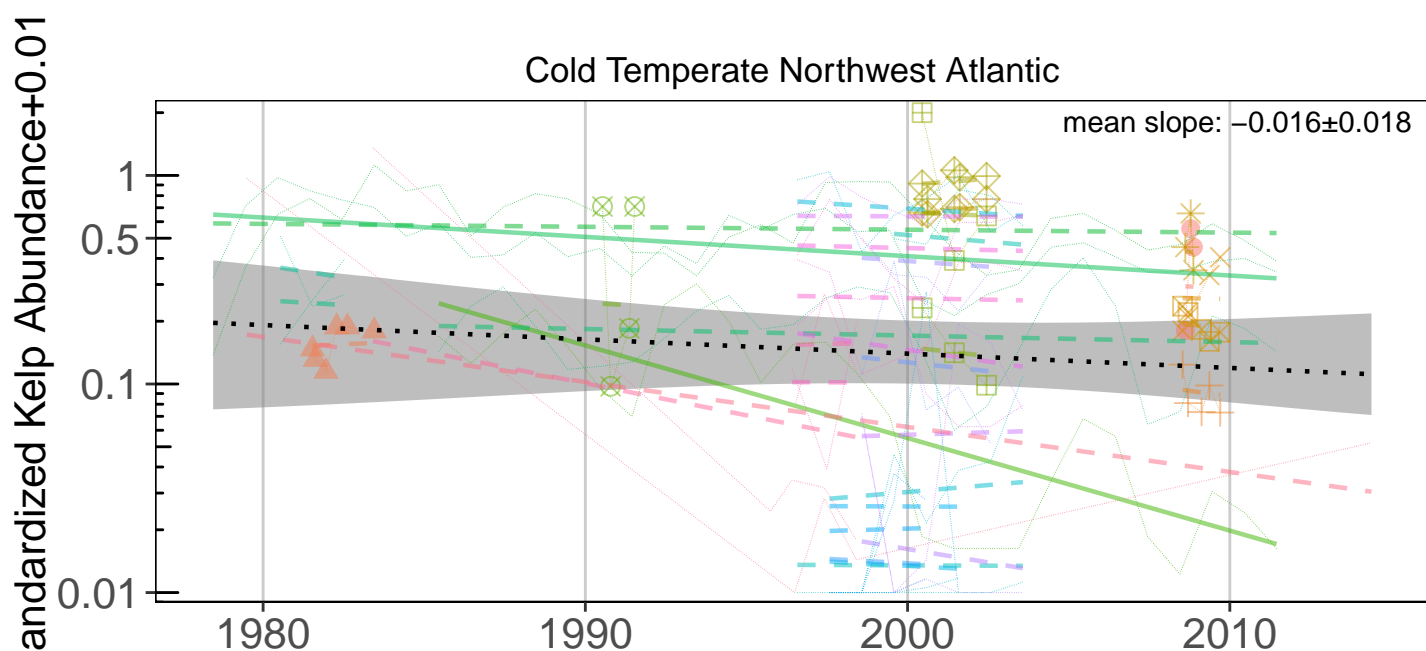 Cold Temperate Northwest Atlantic
mean slope: −0.016±0.018
andardized Kelp Abundance+0.01
1
0.5
0.1
0.01
1980 1990 2000 2010